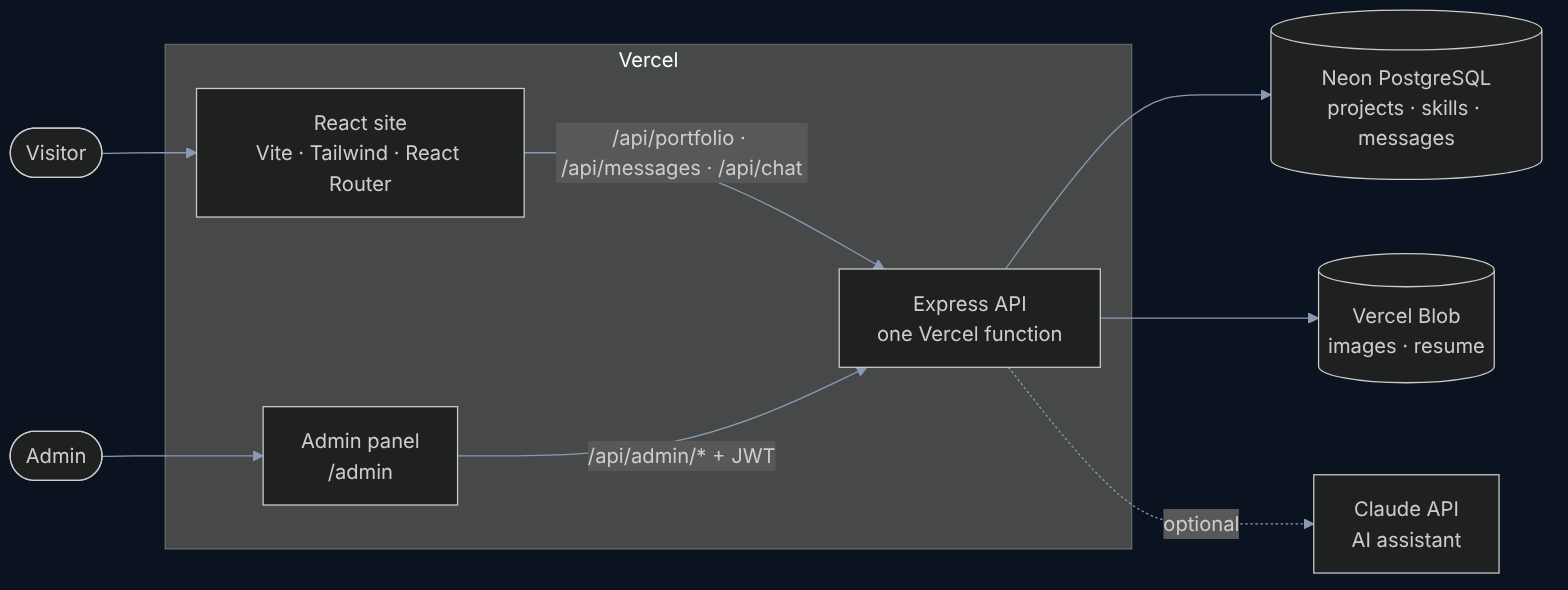 Vercel
Visitor
React site
Vite · Tailwind · React
Router
/api/portfolio ·
/api/messages · /api/chat
Neon PostgreSQL
projects · skills ·
messages
Express API
one Vercel function
Vercel Blob
images · resume
Admin
Admin panel
/admin
/api/admin/* + JWT
optional
Claude API
AI assistant